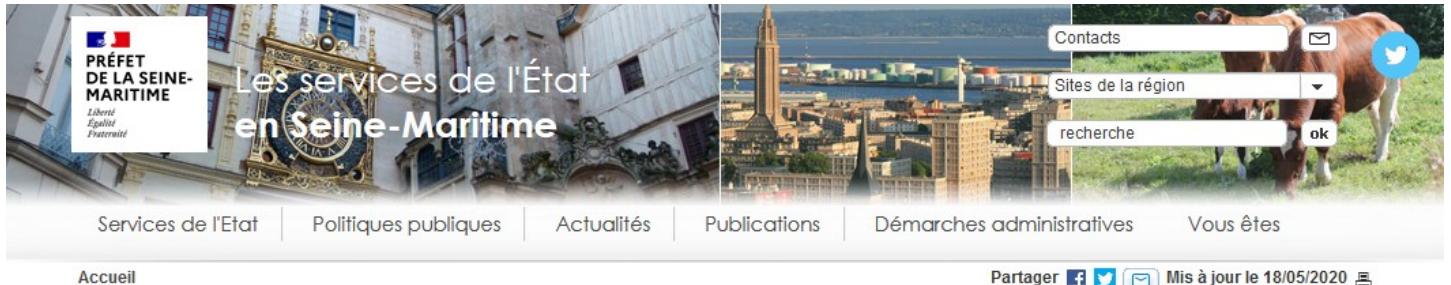 PRÉFET
DE LA SEINE-
MARITIME
Liberté
Égalité
Fraternité
Les services de l'État
en Seine-Maritime
Contacts
Sites de la région
recherche ok
Services de l'Etat Politiques publiques Actualités Publications Démarches administratives Vous êtes
Accueil Partager Mis à jour le 18/05/2020